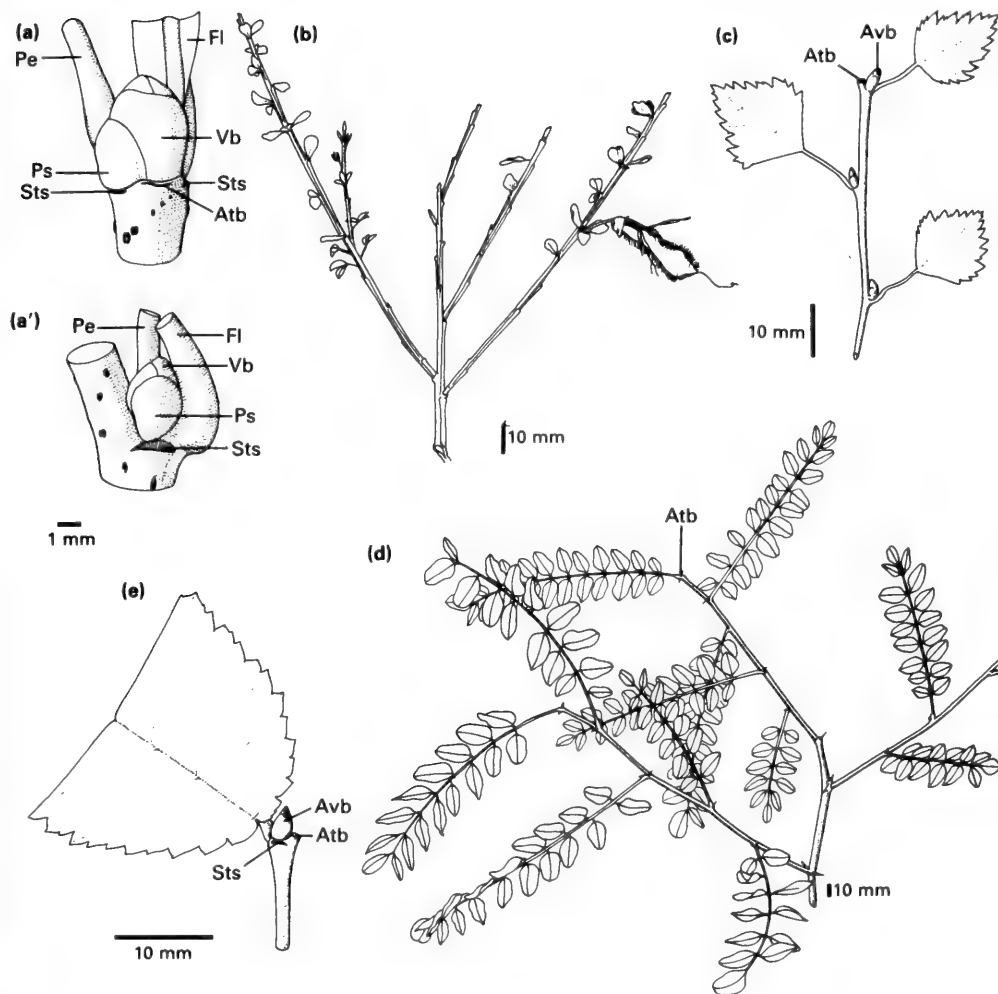 (a)
Pe
Fl
Vb
Ps
Sts
Sts
Atb
(a')
Pe
Fl
Vb
Ps
Sts
1 mm
(b)
10 mm
(c)
Atb
Avb
10 mm
(d)
Atb
10 mm
(e)
Avb
Atb
Sts
10 mm